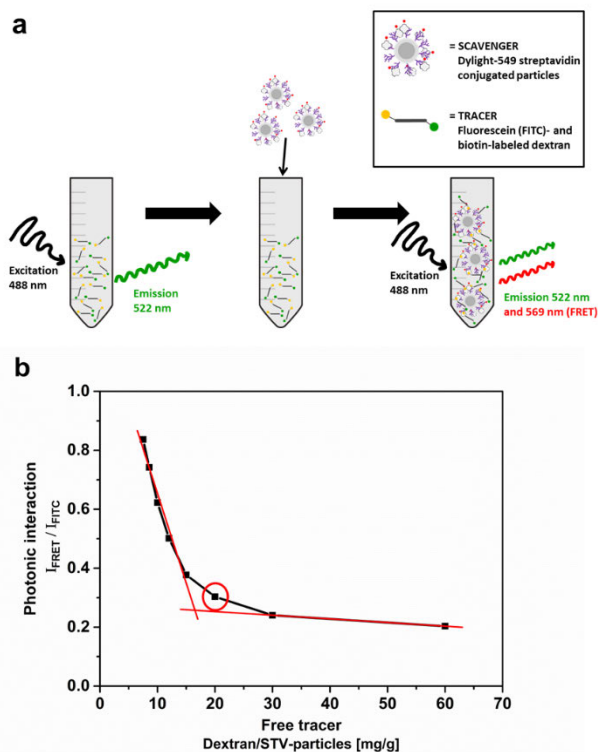 a
= SCAVENGER
Dylight-549 streptavidin
conjugated particles
= TRACER
Fluorescein (FITC)- and
biotin-labeled dextran
Excitation
488 nm
Emission
522 nm
Excitation
488 nm
Emission 522 nm
and 569 nm (FRET)
b
Photonic interaction
I_FRET / I_FITC
1.0
0.8
0.6
0.4
0.2
0.0
0 10 20 30 40 50 60 70
Free tracer
Dextran/STV-particles [mg/g]